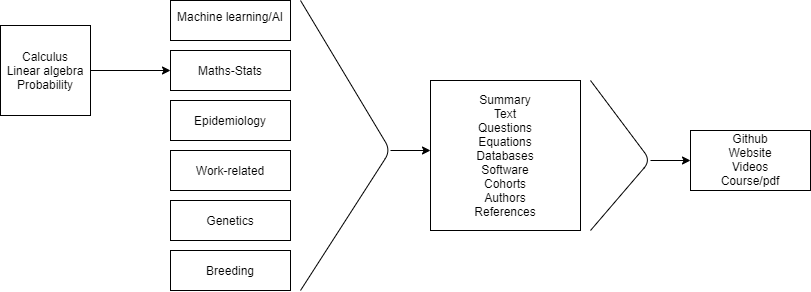 Calculus
Linear algebra
Probability
Machine learning/AI
Maths-Stats
Epidemiology
Work-related
Genetics
Breeding
Summary
Text
Questions
Equations
Databases
Software
Cohorts
Authors
References
Github
Website
Videos
Course/pdf